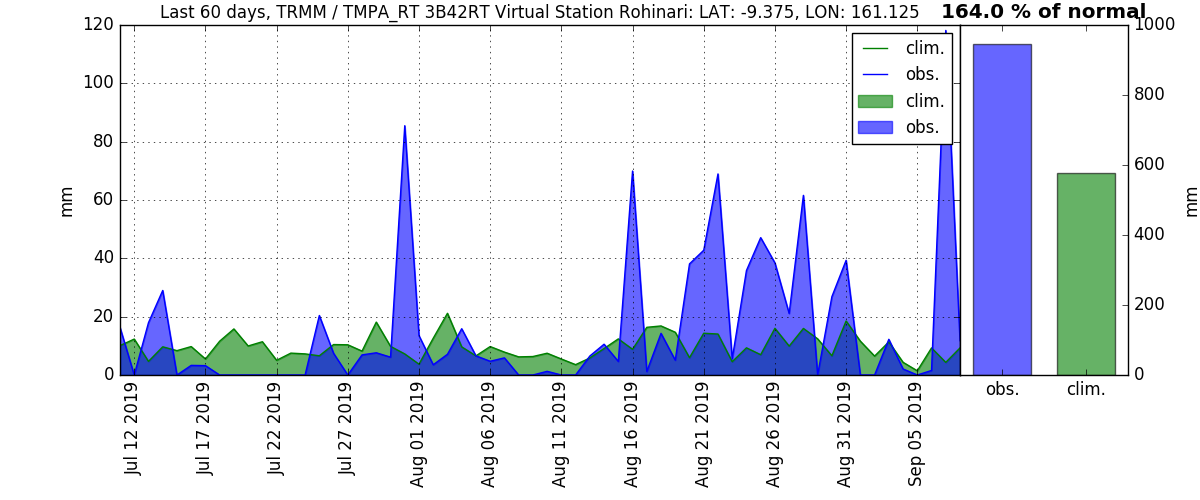 Last 60 days, TRMM / TMPA_RT 3B42RT Virtual Station Rohinari: LAT: -9.375, LON: 161.125
164.0 % of normal
120
100
80
60
40
20
0
mm
clim.
obs.
clim.
obs.
Jul 12 2019
Jul 17 2019
Jul 22 2019
Jul 27 2019
Aug 01 2019
Aug 06 2019
Aug 11 2019
Aug 16 2019
Aug 21 2019
Aug 26 2019
Aug 31 2019
Sep 05 2019
1000
800
600
400
200
0
mm
obs.
clim.